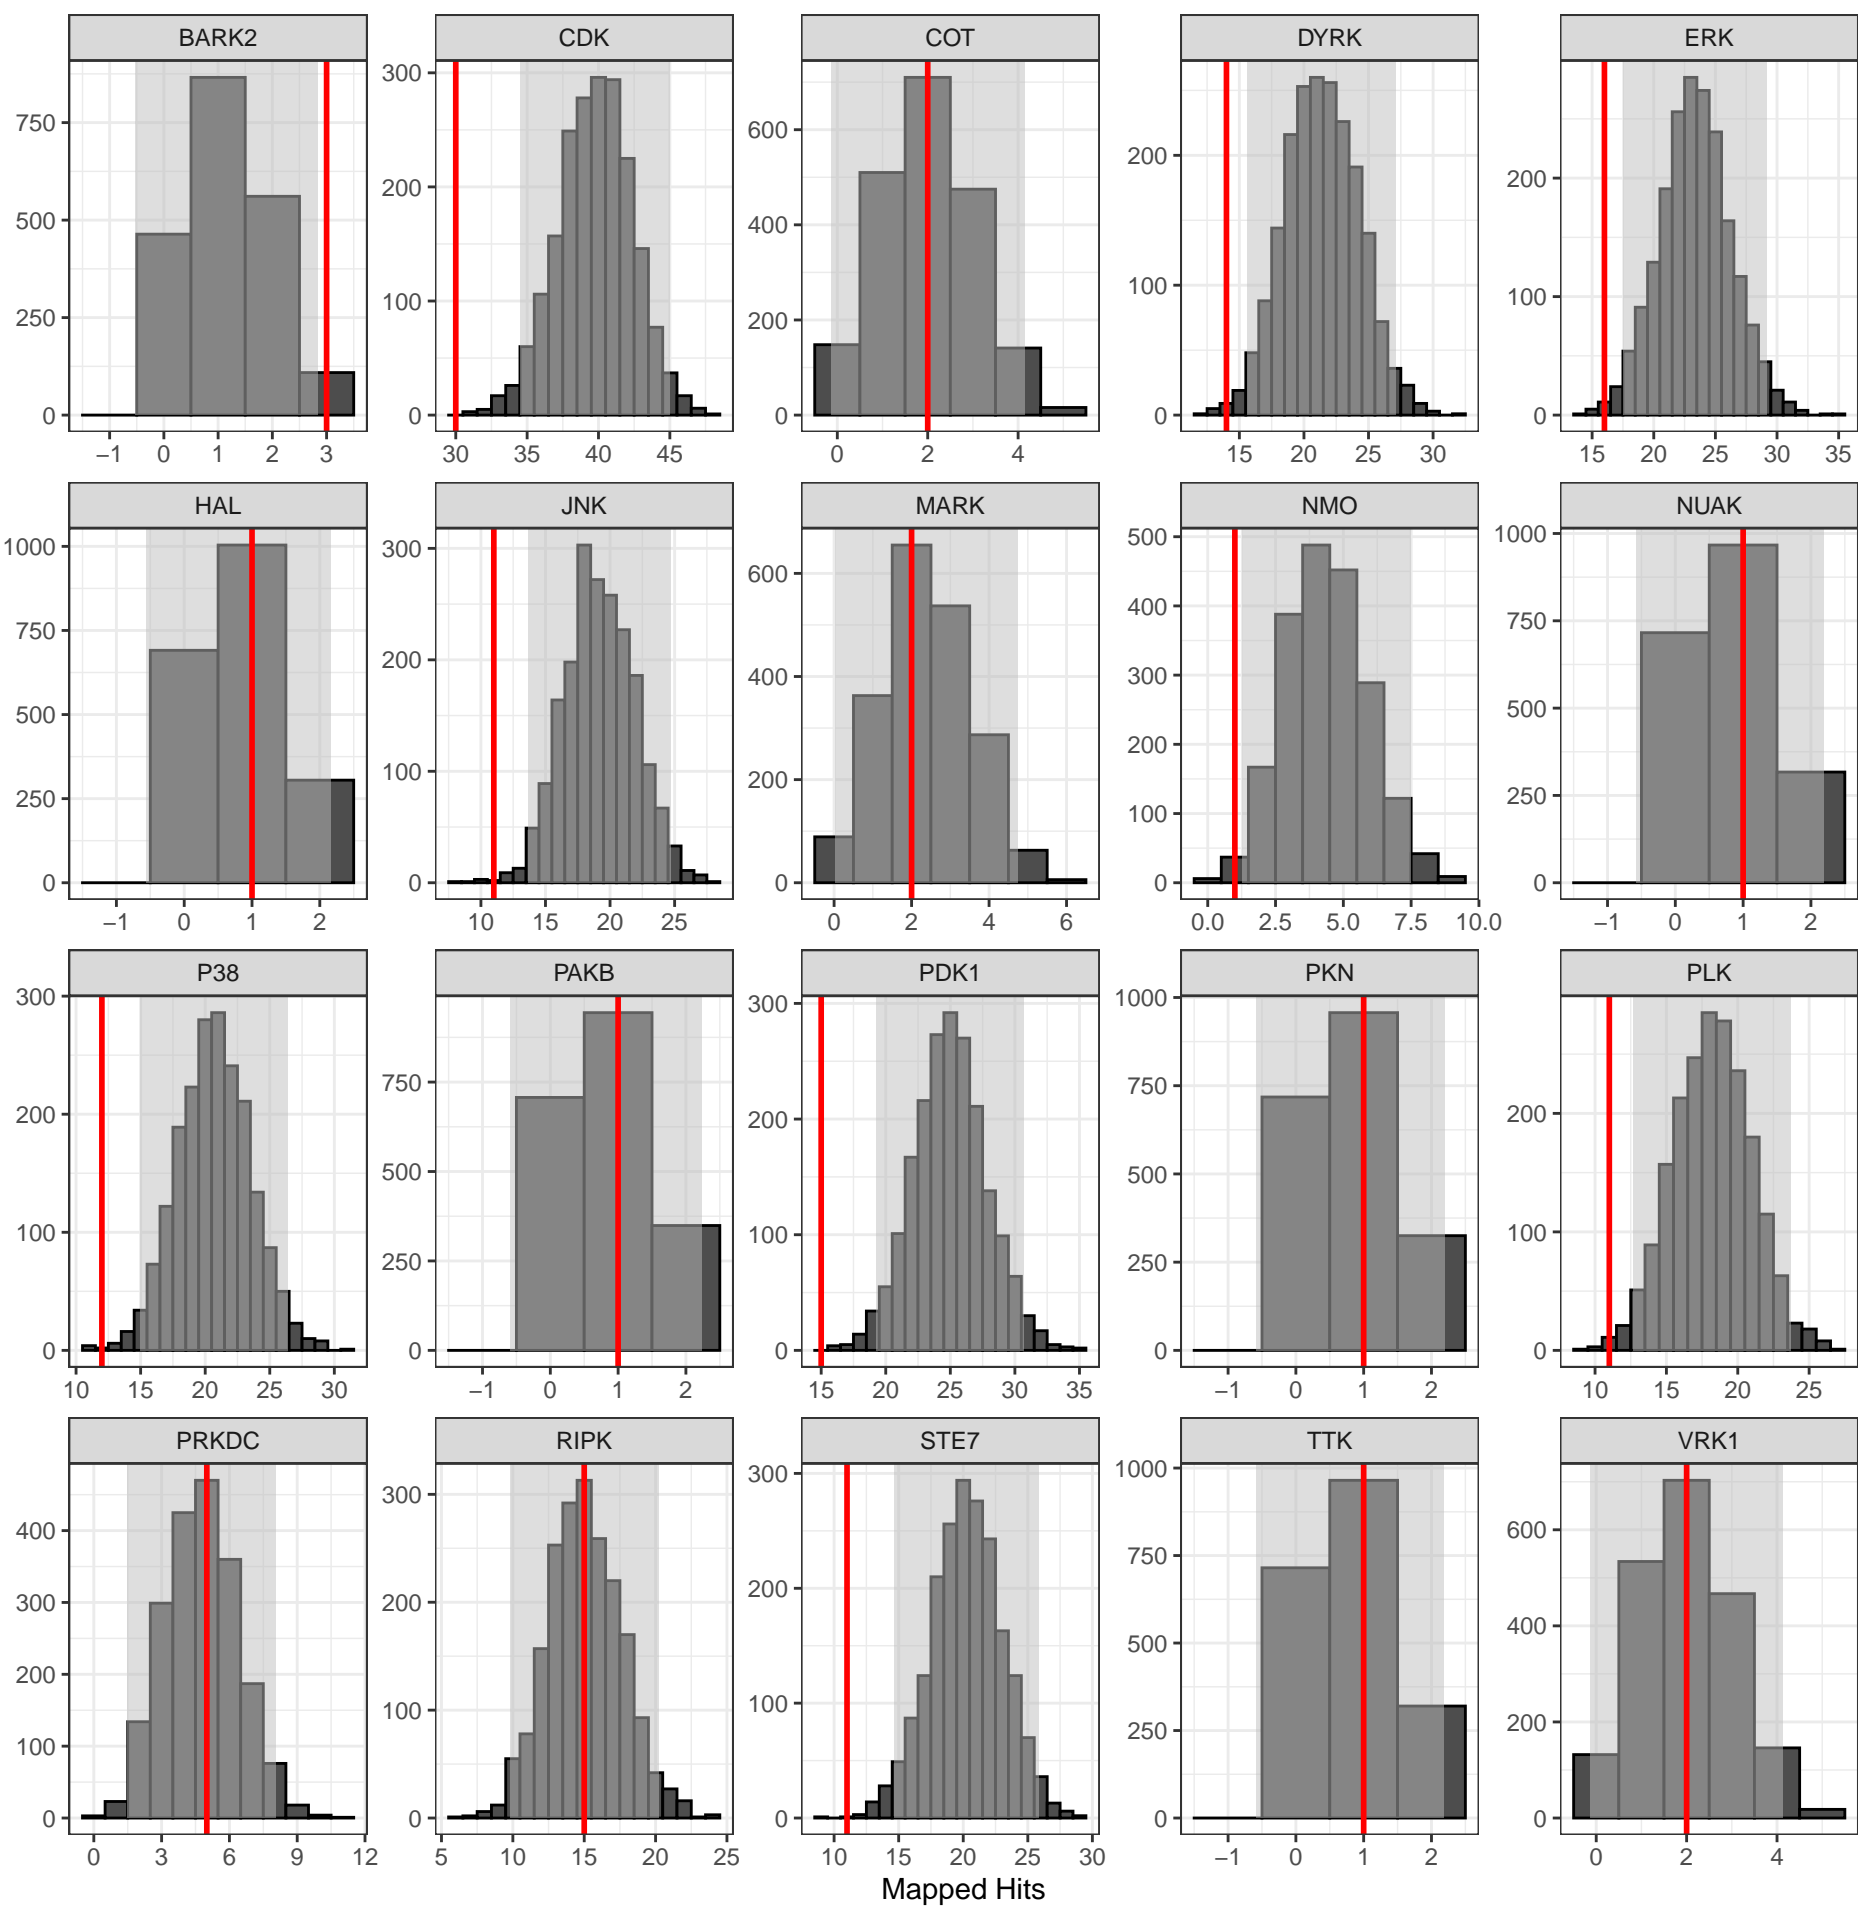 BARK2 CDK COT DYRK ERK
0 250 500 750
−1 0 1 2 3
0 100 200 300
30 35 40 45
0 200 400 600
0 2 4
0 100 200
15 20 25 30
0 100 200
15 20 25 30 35
HAL JNK MARK NMO NUAK
0 250 500 750 1000
−1 0 1 2
0 100 200 300
10 15 20 25
0 200 400 600
0 2 4 6
0 100 200 300 400 500
0.0 2.5 5.0 7.5 10.0
0 250 500 750 1000
−1 0 1 2
P38 PAKB PDK1 PKN PLK
0 100 200 300
10 15 20 25 30
0 250 500 750
−1 0 1 2
0 100 200 300
15 20 25 30 35
0 250 500 750 1000
−1 0 1 2
0 100 200
10 15 20 25
PRKDC RIPK STE7 TTK VRK1
0 100 200 300 400
0 3 6 9 12
0 100 200 300
5 10 15 20 25
0 100 200 300
10 15 20 25 30
0 250 500 750 1000
−1 0 1 2
0 200 400 600
0 2 4
Mapped Hits